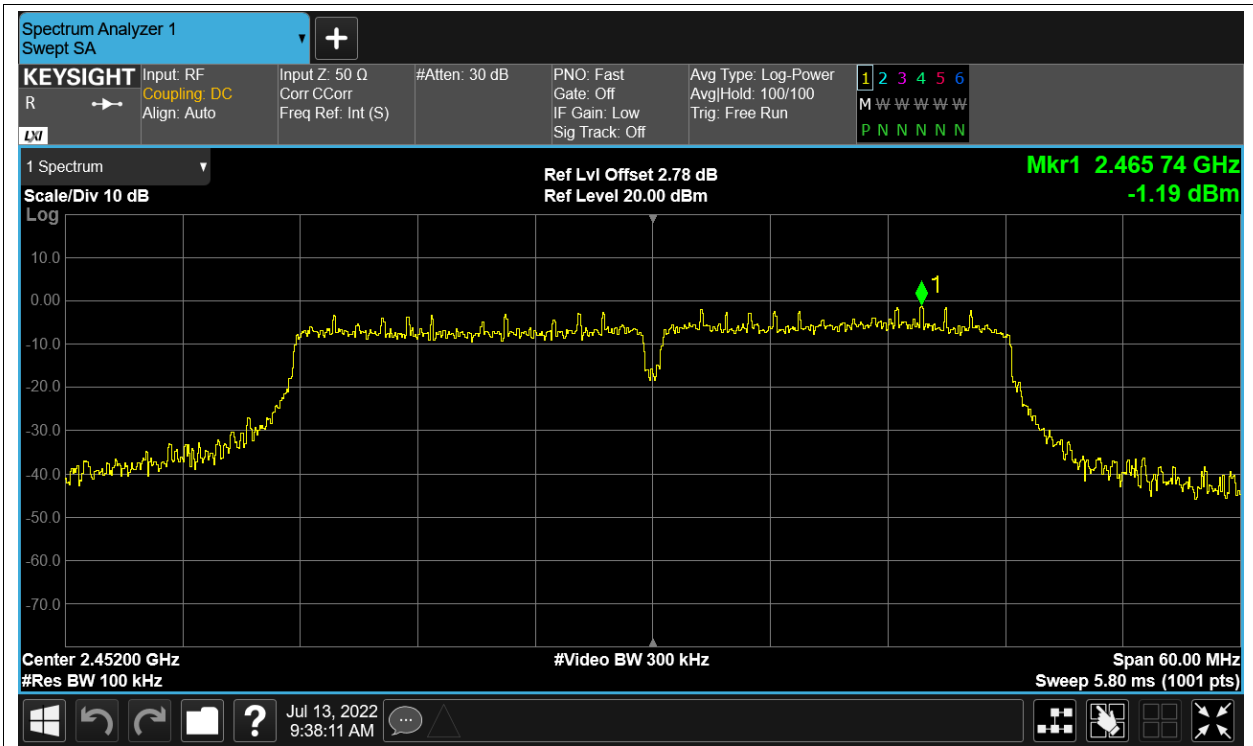 Spectrum Analyzer 1
Swept SA
+
KEYSIGHT
R
LXI
Input: RF
Coupling: DC
Align: Auto
Input Z: 50 Ω
Corr CCorr
Freq Ref: Int (S)
#Atten: 30 dB
PNO: Fast
Gate: Off
IF Gain: Low
Sig Track: Off
Avg Type: Log-Power
Avg|Hold: 100/100
Trig: Free Run
1 2 3 4 5 6
M W W W W W
P N N N N N
1 Spectrum
Scale/Div 10 dB
Log
Ref Lvl Offset 2.78 dB
Ref Level 20.00 dBm
Mkr1 2.465 74 GHz
-1.19 dBm
10.0
0.00
-10.0
-20.0
-30.0
-40.0
-50.0
-60.0
-70.0
1
Center 2.45200 GHz
#Res BW 100 kHz
#Video BW 300 kHz
Span 60.00 MHz
Sweep 5.80 ms (1001 pts)
?
Jul 13, 2022
9:38:11 AM